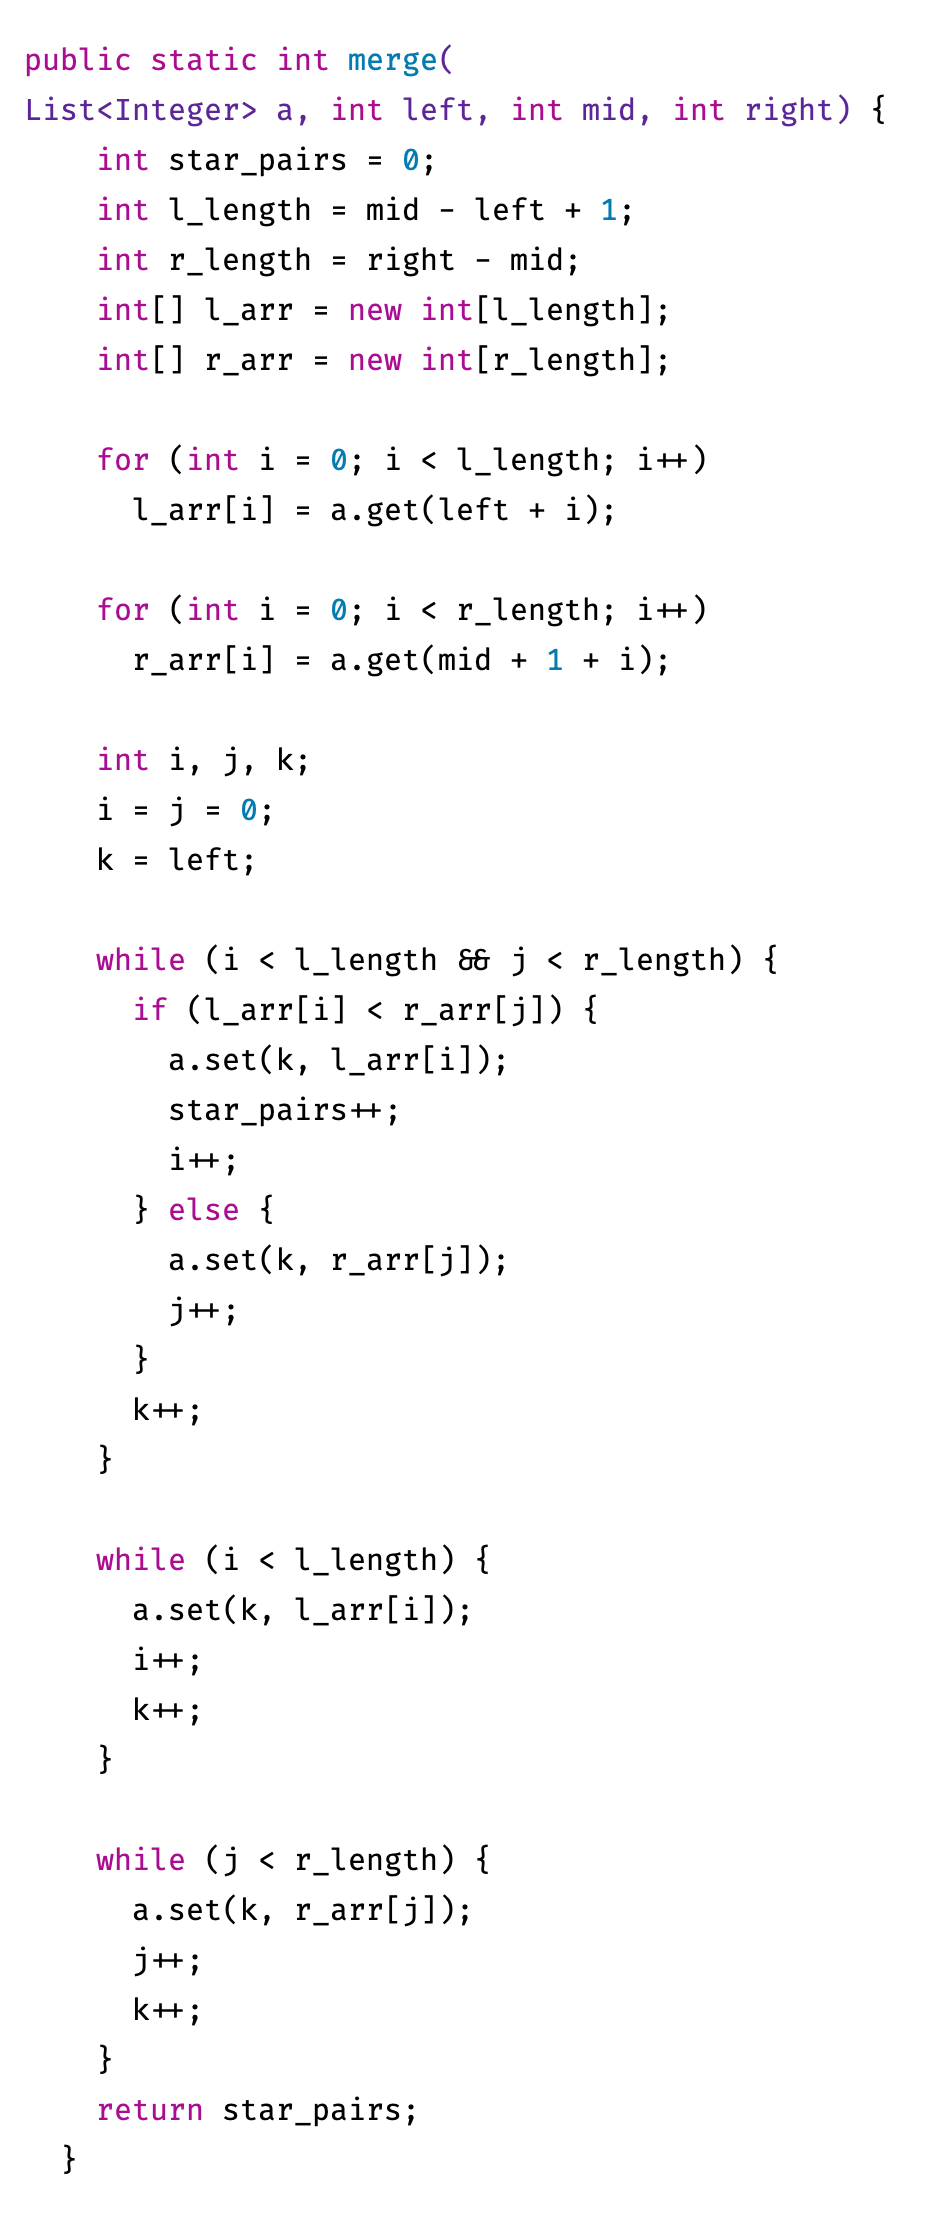 public static int merge(
List<Integer> a, int left, int mid, int right) {
    int star_pairs = 0;
    int l_length = mid - left + 1;
    int r_length = right - mid;
    int[] l_arr = new int[l_length];
    int[] r_arr = new int[r_length];

    for (int i = 0; i < l_length; i++)
      l_arr[i] = a.get(left + i);

    for (int i = 0; i < r_length; i++)
      r_arr[i] = a.get(mid + 1 + i);

    int i, j, k;
    i = j = 0;
    k = left;

    while (i < l_length && j < r_length) {
      if (l_arr[i] < r_arr[j]) {
        a.set(k, l_arr[i]);
        star_pairs++;
        i++;
      } else {
        a.set(k, r_arr[j]);
        j++;
      }
      k++;
    }

    while (i < l_length) {
      a.set(k, l_arr[i]);
      i++;
      k++;
    }

    while (j < r_length) {
      a.set(k, r_arr[j]);
      j++;
      k++;
    }
    return star_pairs;
  }